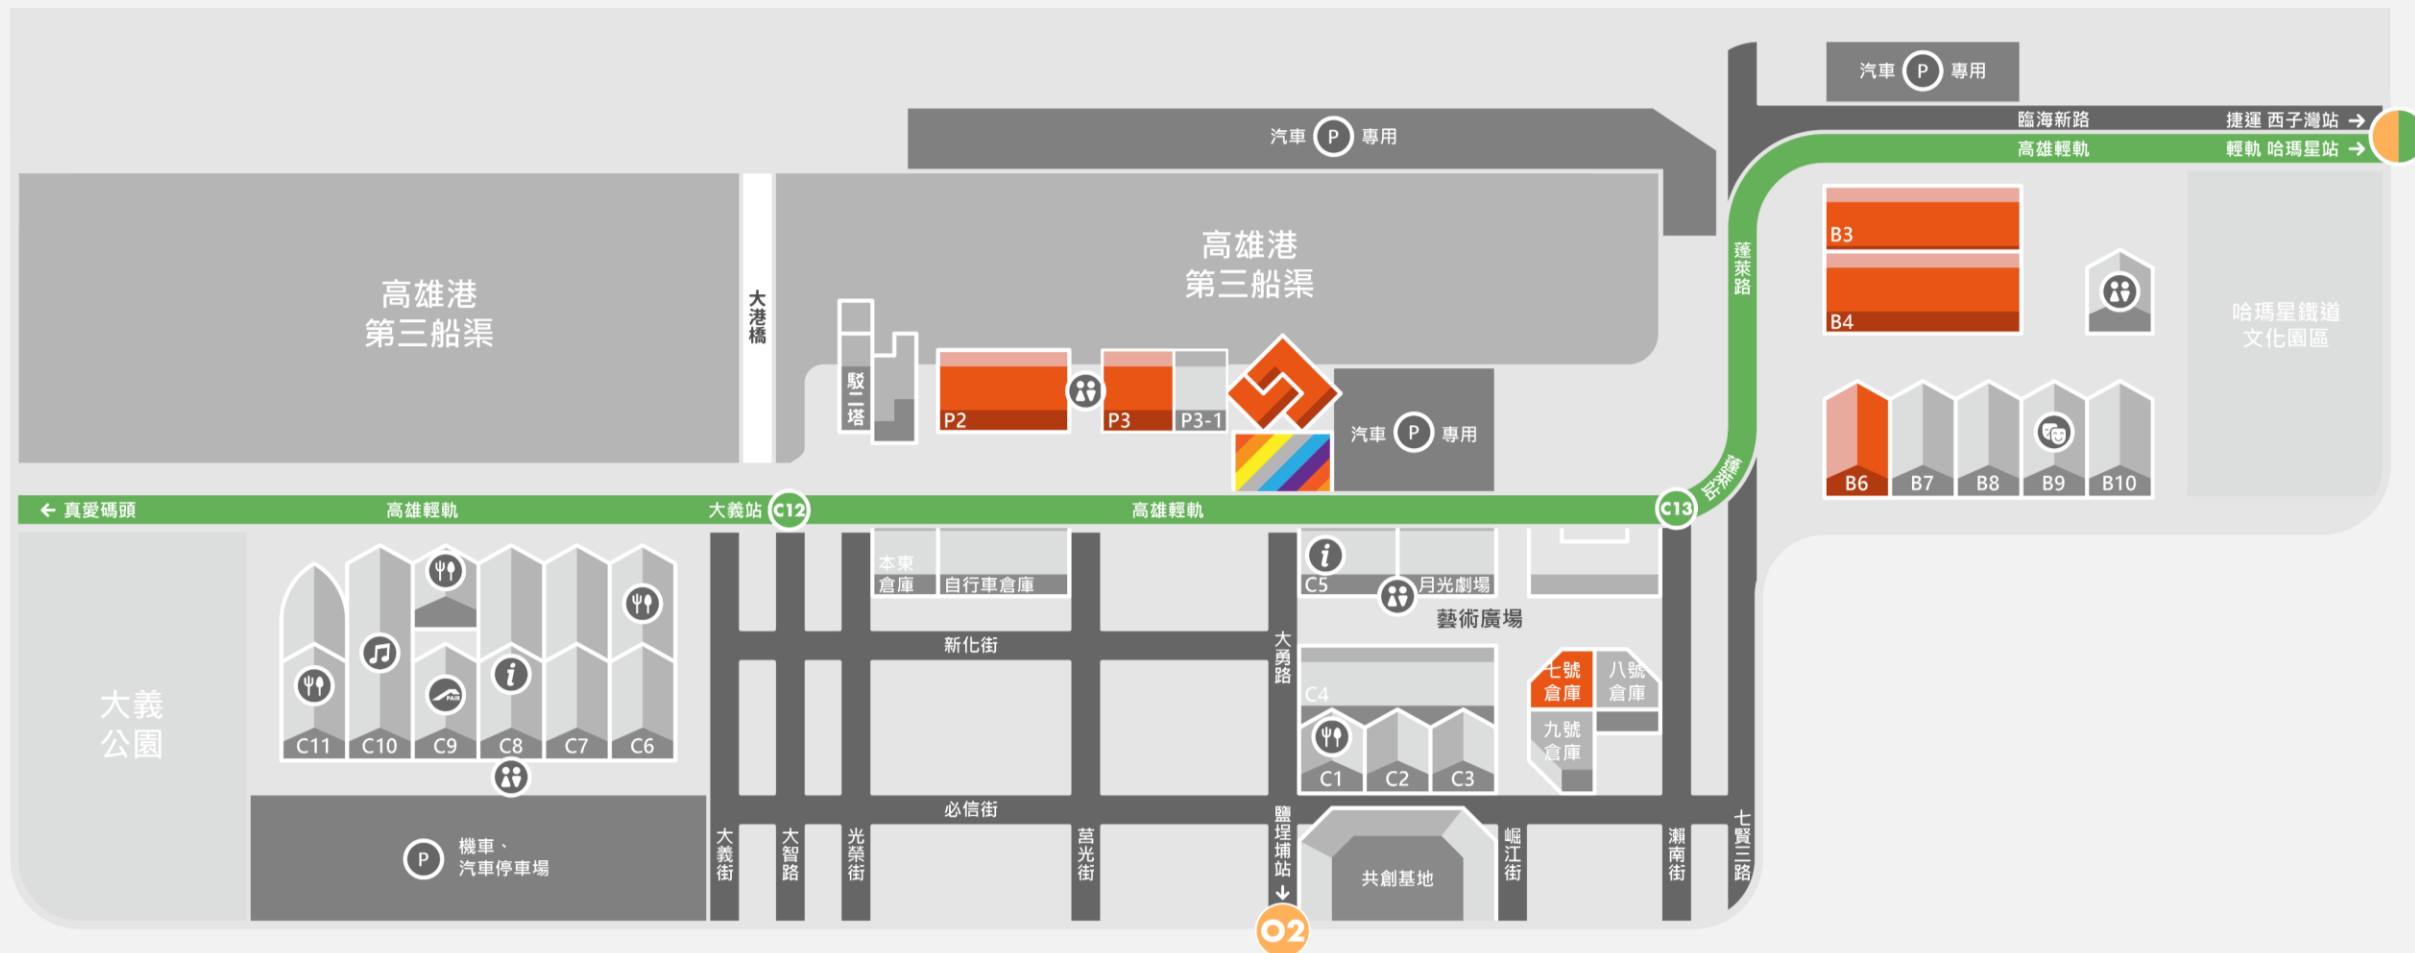 汽車 P 專用
臨海新路
捷運 西子灣站 →
汽車 P 專用
高雄輕軌
輕軌 哈瑪星站 →
高雄港
第三船渠
高雄港
第三船渠
大港橋
蓬萊路
B3
B4
哈瑪星鐵道
文化園區
駁二塔
P2
P3
P3-1
汽車 P 專用
B6
B7
B8
B9
B10
蓬萊站
← 真愛碼頭
高雄輕軌
大義站
C12
高雄輕軌
C13
本東
倉庫
自行車倉庫
i
C5
月光劇場
藝術廣場
新化街
大勇路
七號
倉庫
八號
倉庫
九號
倉庫
C4
C1
C2
C3
大義
公園
i
PAIR
C11
C10
C9
C8
C7
C6
必信街
P
機車、
汽車停車場
大義街
大智路
光榮街
莒光街
鹽埕埔站
↓
O2
共創基地
崛江街
瀨南街
七賢三路